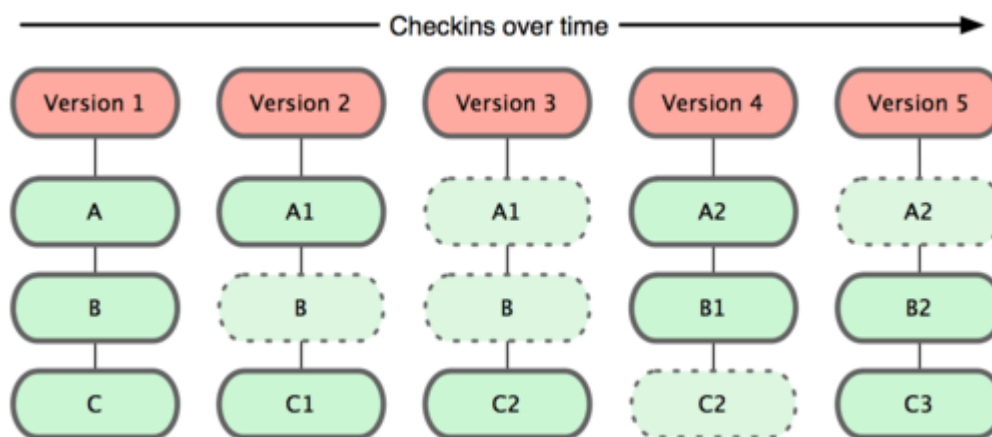 Checkins over time
Version 1 Version 2 Version 3 Version 4 Version 5
A A1 A1 A2 A2
B B B B1 B2
C C1 C2 C2 C3